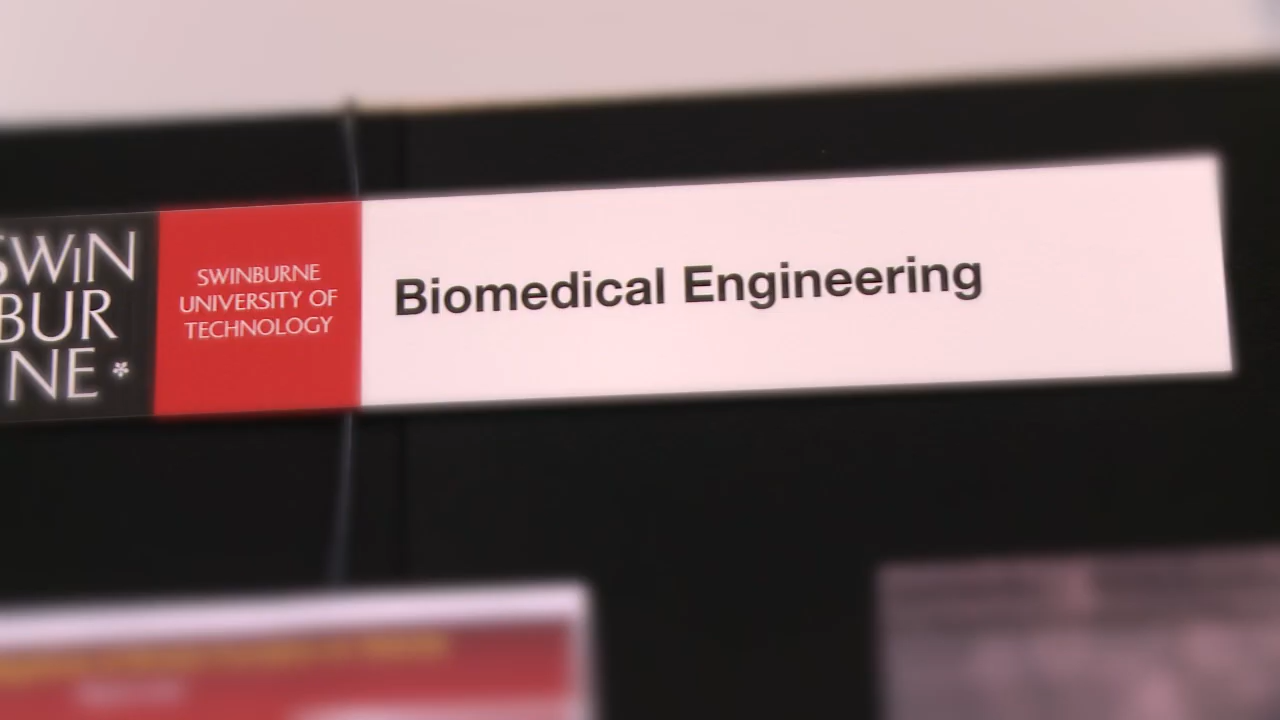 SWIN
BUR
NE
SWINBURNE
UNIVERSITY OF
TECHNOLOGY
Biomedical Engineering